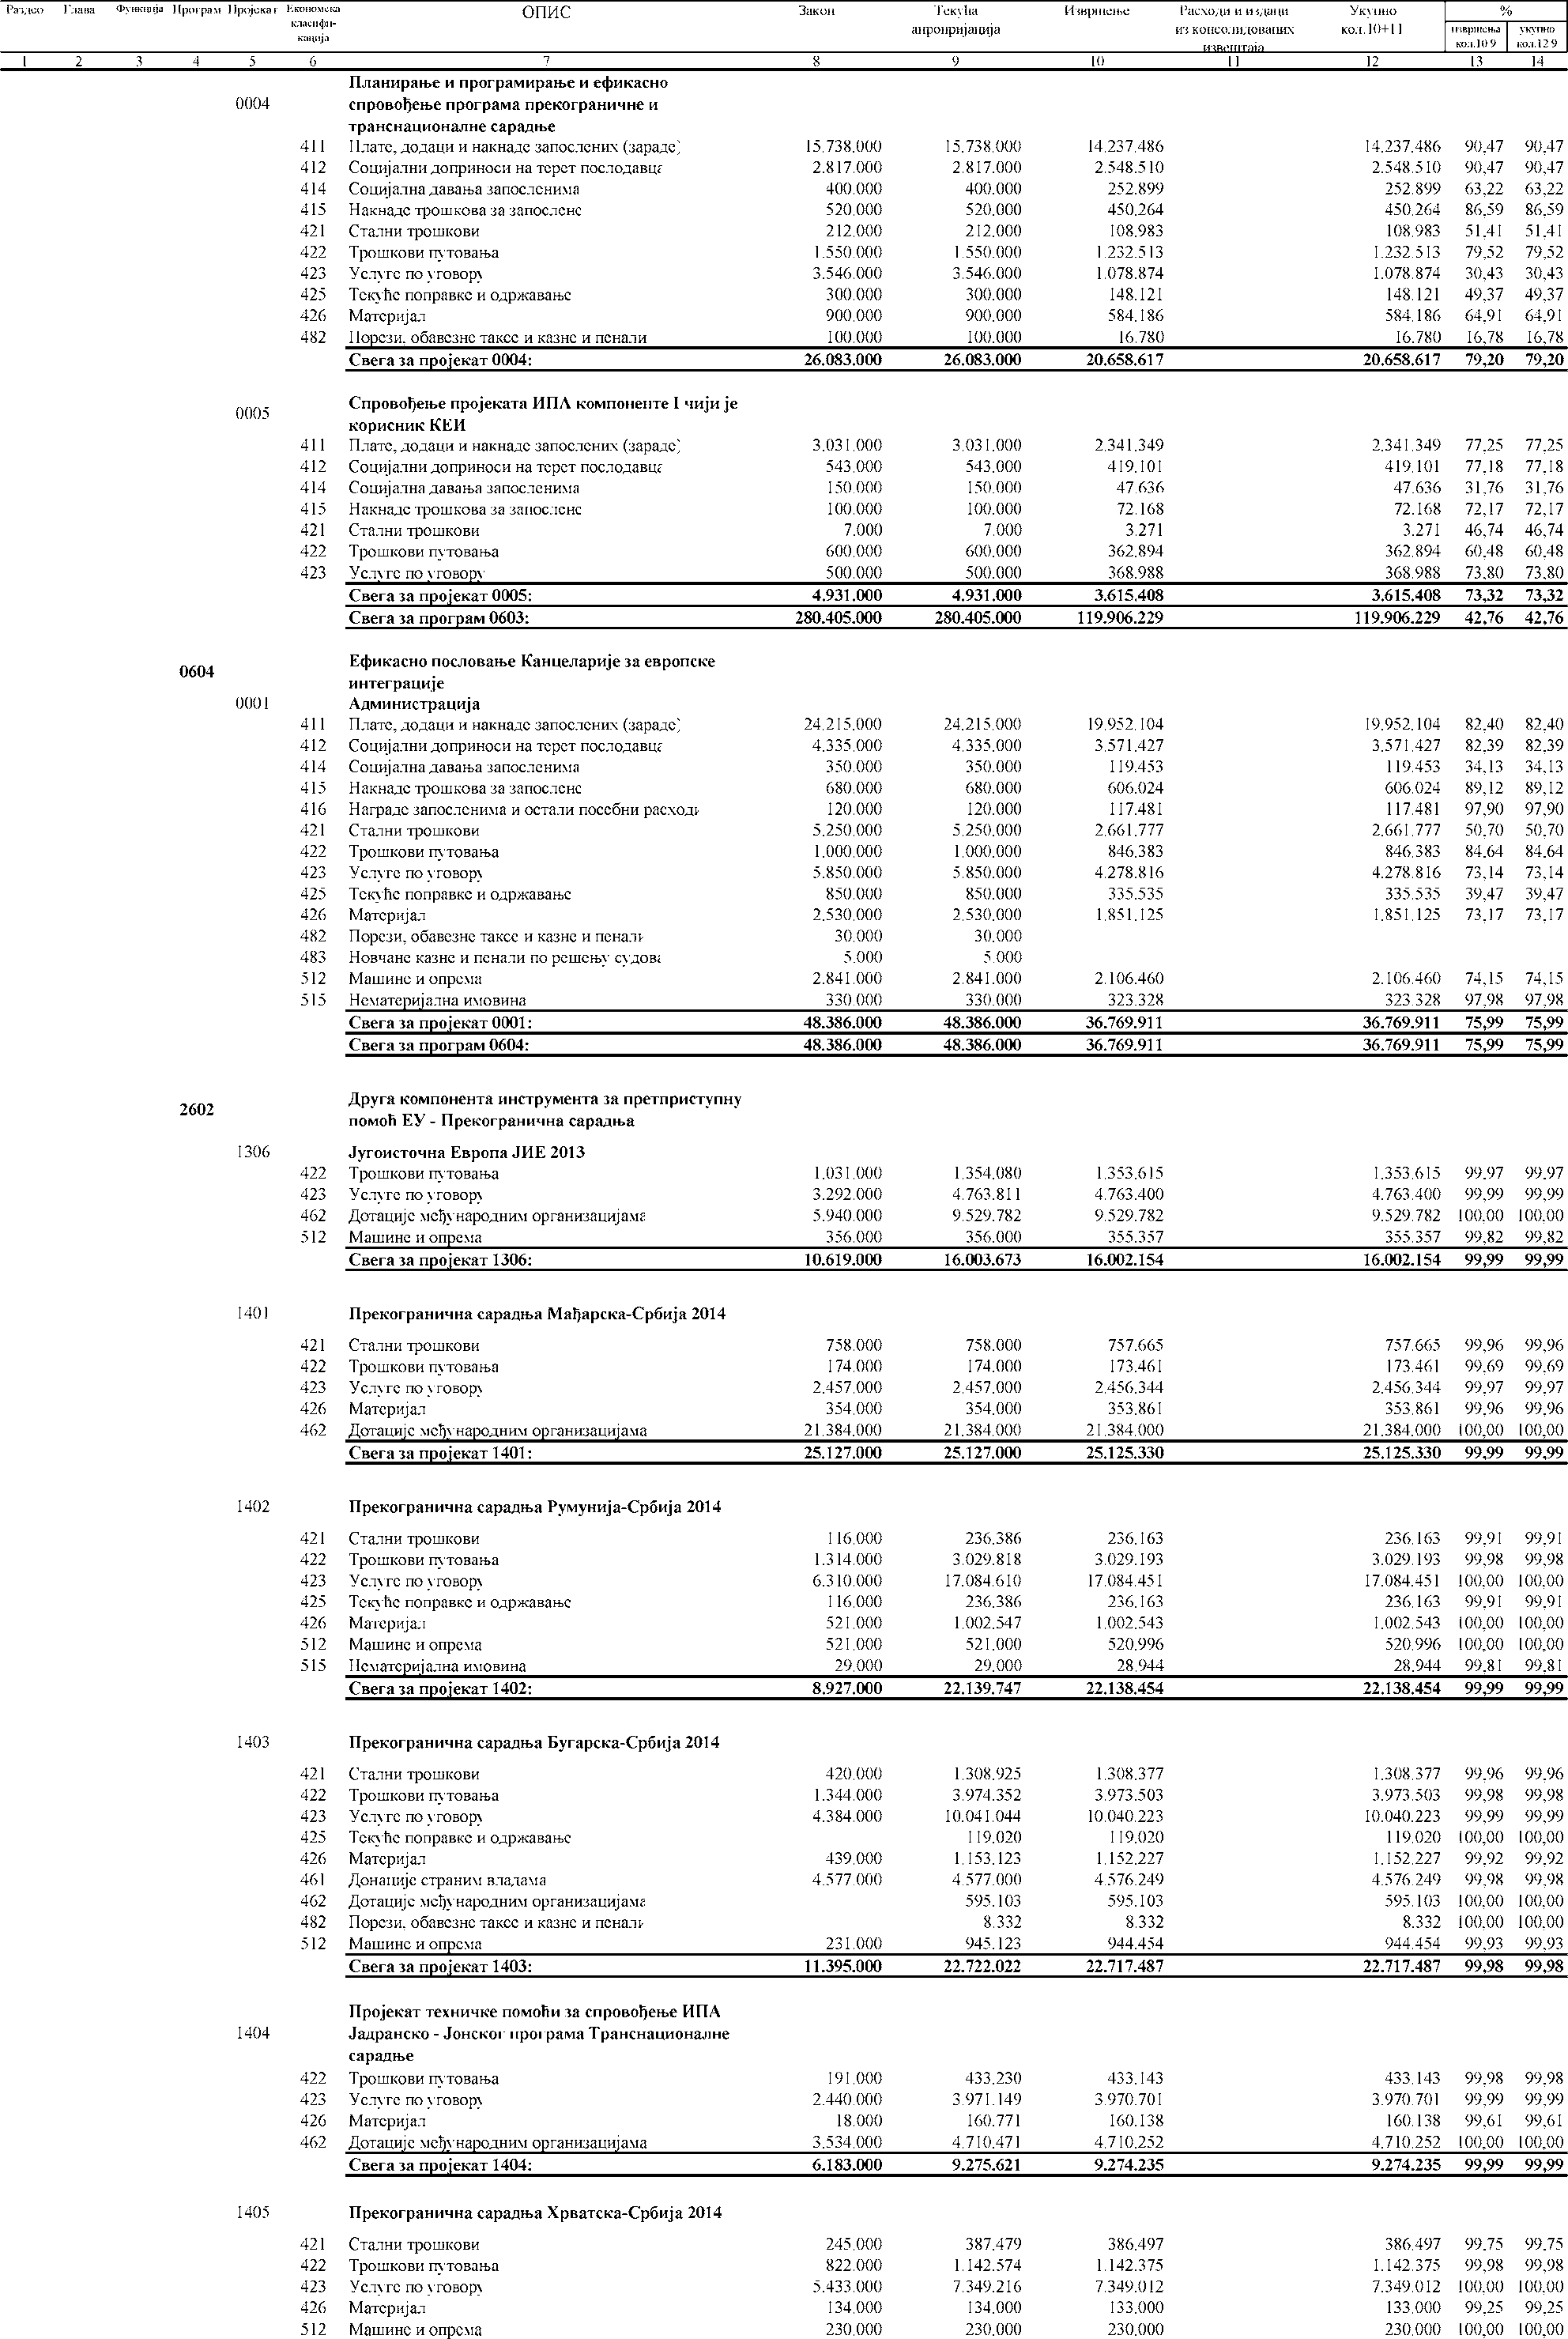 Раздео Глава Функција Програм Пројекат Економска класифи-кација ОПИС Закон Текућа апропријација Извршење Расходи и издаци из консолидованих извештаја Укупно кол.10+11 % извршења кол.10 9 укупно кол.12 9
1 2 3 4 5 6 7 8 9 10 11 12 13 14
Планирање и програмирање и ефикасно
0004 спровођење програма прекограничне и
транснационалне сарадње
411 Плате, додаци и накнаде запослених (зараде) 15.738.000 15.738.000 14.237.486 14.237.486 90,47 90,47
412 Социјални доприноси на терет послодавца 2.817.000 2.817.000 2.548.510 2.548.510 90,47 90,47
414 Социјална давања запосленима 400.000 400.000 252.899 252.899 63,22 63,22
415 Накнаде трошкова за запослене 520.000 520.000 450.264 450.264 86,59 86,59
421 Стални трошкови 212.000 212.000 108.983 108.983 51,41 51,41
422 Трошкови путовања 1.550.000 1.550.000 1.232.513 1.232.513 79,52 79,52
423 Услуге по уговору 3.546.000 3.546.000 1.078.874 1.078.874 30,43 30,43
425 Текуће поправке и одржавање 300.000 300.000 148.121 148.121 49,37 49,37
426 Материјал 900.000 900.000 584.186 584.186 64,91 64,91
482 Порези, обавезне таксе и казне и пенали 100.000 100.000 16.780 16.780 16,78 16,78
Свега за пројекат 0004: 26.083.000 26.083.000 20.658.617 20.658.617 79,20 79,20
0005 Спровођење пројеката ИПА компоненте I чији је
корисник КЕИ
411 Плате, додаци и накнаде запослених (зараде) 3.031.000 3.031.000 2.341.349 2.341.349 77,25 77,25
412 Социјални доприноси на терет послодавца 543.000 543.000 419.101 419.101 77,18 77,18
414 Социјална давања запосленима 150.000 150.000 47.636 47.636 31,76 31,76
415 Накнаде трошкова за запослене 100.000 100.000 72.168 72.168 72,17 72,17
421 Стални трошкови 7.000 7.000 3.271 3.271 46,74 46,74
422 Трошкови путовања 600.000 600.000 362.894 362.894 60,48 60,48
423 Услуге по уговору 500.000 500.000 368.988 368.988 73,80 73,80
Свега за пројекат 0005: 4.931.000 4.931.000 3.615.408 3.615.408 73,32 73,32
Свега за програм 0603: 280.405.000 280.405.000 119.906.229 119.906.229 42,76 42,76
0604 Ефикасно пословање Канцеларије за европске
интеграције
0001 Администрација
411 Плате, додаци и накнаде запослених (зараде) 24.215.000 24.215.000 19.952.104 19.952.104 82,40 82,40
412 Социјални доприноси на терет послодавца 4.335.000 4.335.000 3.571.427 3.571.427 82,39 82,39
414 Социјална давања запосленима 350.000 350.000 119.453 119.453 34,13 34,13
415 Накнаде трошкова за запослене 680.000 680.000 606.024 606.024 89,12 89,12
416 Награде запосленима и остали посебни расходи 120.000 120.000 117.481 117.481 97,90 97,90
421 Стални трошкови 5.250.000 5.250.000 2.661.777 2.661.777 50,70 50,70
422 Трошкови путовања 1.000.000 1.000.000 846.383 846.383 84,64 84,64
423 Услуге по уговору 5.850.000 5.850.000 4.278.816 4.278.816 73,14 73,14
425 Текуће поправке и одржавање 850.000 850.000 335.535 335.535 39,47 39,47
426 Материјал 2.530.000 2.530.000 1.851.125 1.851.125 73,17 73,17
482 Порези, обавезне таксе и казне и пенали 30.000 30.000
483 Новчане казне и пенали по решењу судова 5.000 5.000
512 Машине и опрема 2.841.000 2.841.000 2.106.460 2.106.460 74,15 74,15
515 Нематеријална имовина 330.000 330.000 323.328 323.328 97,98 97,98
Свега за пројекат 0001: 48.386.000 48.386.000 36.769.911 36.769.911 75,99 75,99
Свега за програм 0604: 48.386.000 48.386.000 36.769.911 36.769.911 75,99 75,99
2602 Друга компонента инструмента за претприступну
помоћ ЕУ - Прекогранична сарадња
1306 Југоисточна Европа ЈИЕ 2013
422 Трошкови путовања 1.031.000 1.354.080 1.353.615 1.353.615 99,97 99,97
423 Услуге по уговору 3.292.000 4.763.811 4.763.400 4.763.400 99,99 99,99
462 Дотације међународним организацијама 5.940.000 9.529.782 9.529.782 9.529.782 100,00 100,00
512 Машине и опрема 356.000 356.000 355.357 355.357 99,82 99,82
Свега за пројекат 1306: 10.619.000 16.003.673 16.002.154 16.002.154 99,99 99,99
1401 Прекогранична сарадња Мађарска-Србија 2014
421 Стални трошкови 758.000 758.000 757.665 757.665 99,96 99,96
422 Трошкови путовања 174.000 174.000 173.461 173.461 99,69 99,69
423 Услуге по уговору 2.457.000 2.457.000 2.456.344 2.456.344 99,97 99,97
426 Материјал 354.000 354.000 353.861 353.861 99,96 99,96
462 Дотације међународним организацијама 21.384.000 21.384.000 21.384.000 21.384.000 100,00 100,00
Свега за пројекат 1401: 25.127.000 25.127.000 25.125.330 25.125.330 99,99 99,99
1402 Прекогранична сарадња Румунија-Србија 2014
421 Стални трошкови 116.000 236.386 236.163 236.163 99,91 99,91
422 Трошкови путовања 1.314.000 3.029.818 3.029.193 3.029.193 99,98 99,98
423 Услуге по уговору 6.310.000 17.084.610 17.084.451 17.084.451 100,00 100,00
425 Текуће поправке и одржавање 116.000 236.386 236.163 236.163 99,91 99,91
426 Материјал 521.000 1.002.547 1.002.543 1.002.543 100,00 100,00
512 Машине и опрема 521.000 521.000 520.996 520.996 100,00 100,00
515 Нематеријална имовина 29.000 29.000 28.944 28.944 99,81 99,81
Свега за пројекат 1402: 8.927.000 22.139.747 22.138.454 22.138.454 99,99 99,99
1403 Прекогранична сарадња Бугарска-Србија 2014
421 Стални трошкови 420.000 1.308.925 1.308.377 1.308.377 99,96 99,96
422 Трошкови путовања 1.344.000 3.974.352 3.973.503 3.973.503 99,98 99,98
423 Услуге по уговору 4.384.000 10.041.044 10.040.223 10.040.223 99,99 99,99
425 Текуће поправке и одржавање 119.020 119.020 119.020 100,00 100,00
426 Материјал 439.000 1.153.123 1.152.227 1.152.227 99,92 99,92
461 Донације страним владама 4.577.000 4.577.000 4.576.249 4.576.249 99,98 99,98
462 Дотације међународним организацијама 595.103 595.103 595.103 100,00 100,00
482 Порези, обавезне таксе и казне и пенали 8.332 8.332 8.332 100,00 100,00
512 Машине и опрема 231.000 945.123 944.454 944.454 99,93 99,93
Свега за пројекат 1403: 11.395.000 22.722.022 22.717.487 22.717.487 99,98 99,98
Пројекат техничке помоћи за спровођење ИПА
1404 Јадранско - Јонског програма Транснационалне
сарадње
422 Трошкови путовања 191.000 433.230 433.143 433.143 99,98 99,98
423 Услуге по уговору 2.440.000 3.971.149 3.970.701 3.970.701 99,99 99,99
426 Материјал 18.000 160.771 160.138 160.138 99,61 99,61
462 Дотације међународним организацијама 3.534.000 4.710.471 4.710.252 4.710.252 100,00 100,00
Свега за пројекат 1404: 6.183.000 9.275.621 9.274.235 9.274.235 99,99 99,99
1405 Прекогранична сарадња Хрватска-Србија 2014
421 Стални трошкови 245.000 387.479 386.497 386.497 99,75 99,75
422 Трошкови путовања 822.000 1.142.574 1.142.375 1.142.375 99,98 99,98
423 Услуге по уговору 5.433.000 7.349.216 7.349.012 7.349.012 100,00 100,00
426 Материјал 134.000 134.000 133.000 133.000 99,25 99,25
512 Машине и опрема 230.000 230.000 230.000 230.000 100,00 100,00